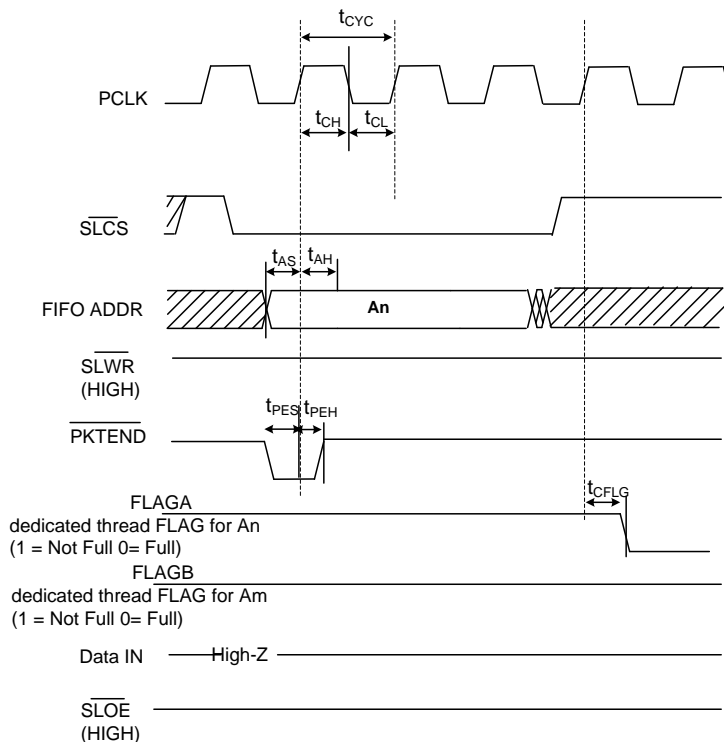 tCYC
PCLK
tCH
tCL
SLCS
tAS
tAH
FIFO ADDR
An
SLWR
(HIGH)
tPES
tPEH
PKTEND
FLAGA
tCFLG
dedicated thread FLAG for An
(1 = Not Full 0= Full)
FLAGB
dedicated thread FLAG for Am
(1 = Not Full 0= Full)
Data IN
High-Z
SLOE
(HIGH)